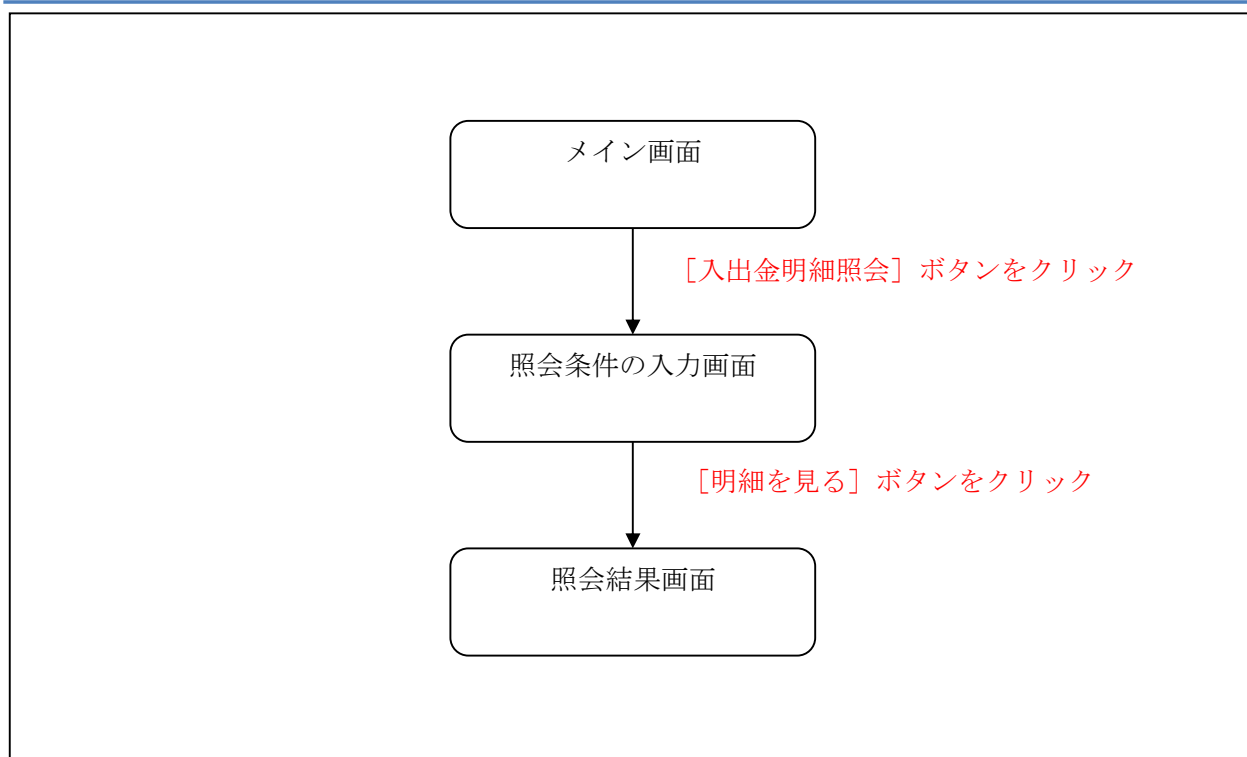 メイン画面
［入出金明細照会］ボタンをクリック
照会条件の入力画面
［明細を見る］ボタンをクリック
照会結果画面